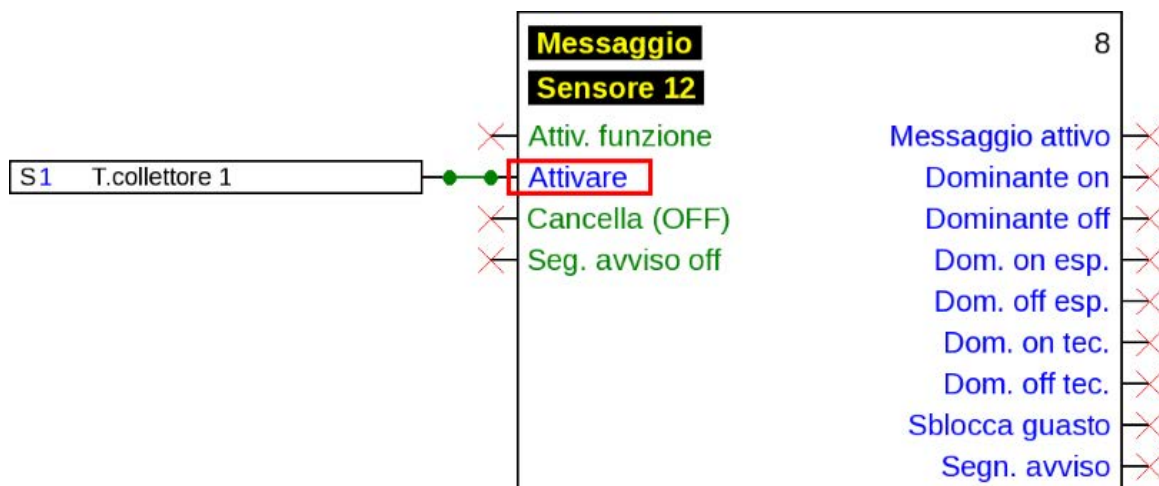 Messaggio 8
Sensore 12
Attiv. funzione Messaggio attivo
S1 T.collettore 1 Attivare Dominante on
Cancella (OFF) Dominante off
Seg. avviso off Dom. on esp.
Dom. off esp.
Dom. on tec.
Dom. off tec.
Sblocca guasto
Segn. avviso